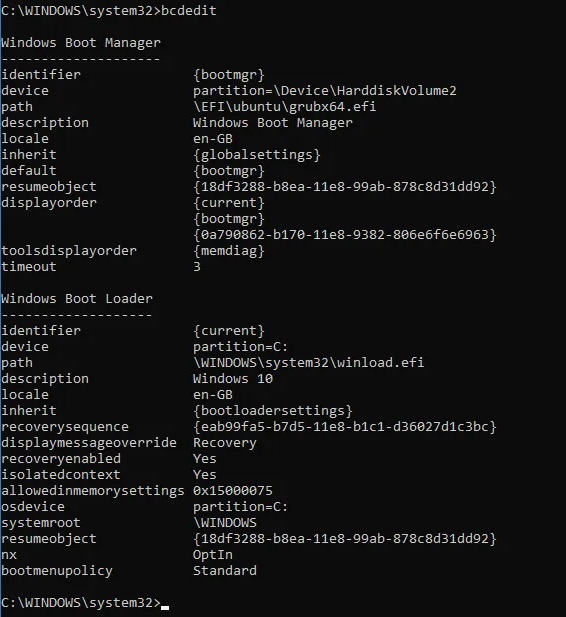 C:\WINDOWS\system32>bcdedit
Windows Boot Manager
--------------------
identifier              {bootmgr}
device                  partition=\Device\HarddiskVolume2
path                    \EFI\ubuntu\grubx64.efi
description             Windows Boot Manager
locale                  en-GB
inherit                 {globalsettings}
default                 {bootmgr}
resumeobject            {18df3288-b8ea-11e8-99ab-878c8d31dd92}
displayorder            {current}
                        {bootmgr}
                        {0a790862-b170-11e8-9382-806e6f6e6963}
toolsdisplayorder       {memdiag}
timeout                 3
Windows Boot Loader
-------------------
identifier              {current}
device                  partition=C:
path                    \WINDOWS\system32\winload.efi
description             Windows 10
locale                  en-GB
inherit                 {bootloadersettings}
recoverysequence        {eab99fa5-b7d5-11e8-b1c1-d36027d1c3bc}
displaymessageoverride  Recovery
recoveryenabled         Yes
isolatedcontext         Yes
allowedinmemorysettings 0x15000075
osdevice                partition=C:
systemroot              \WINDOWS
resumeobject            {18df3288-b8ea-11e8-99ab-878c8d31dd92}
nx                      OptIn
bootmenupolicy          Standard
C:\WINDOWS\system32>